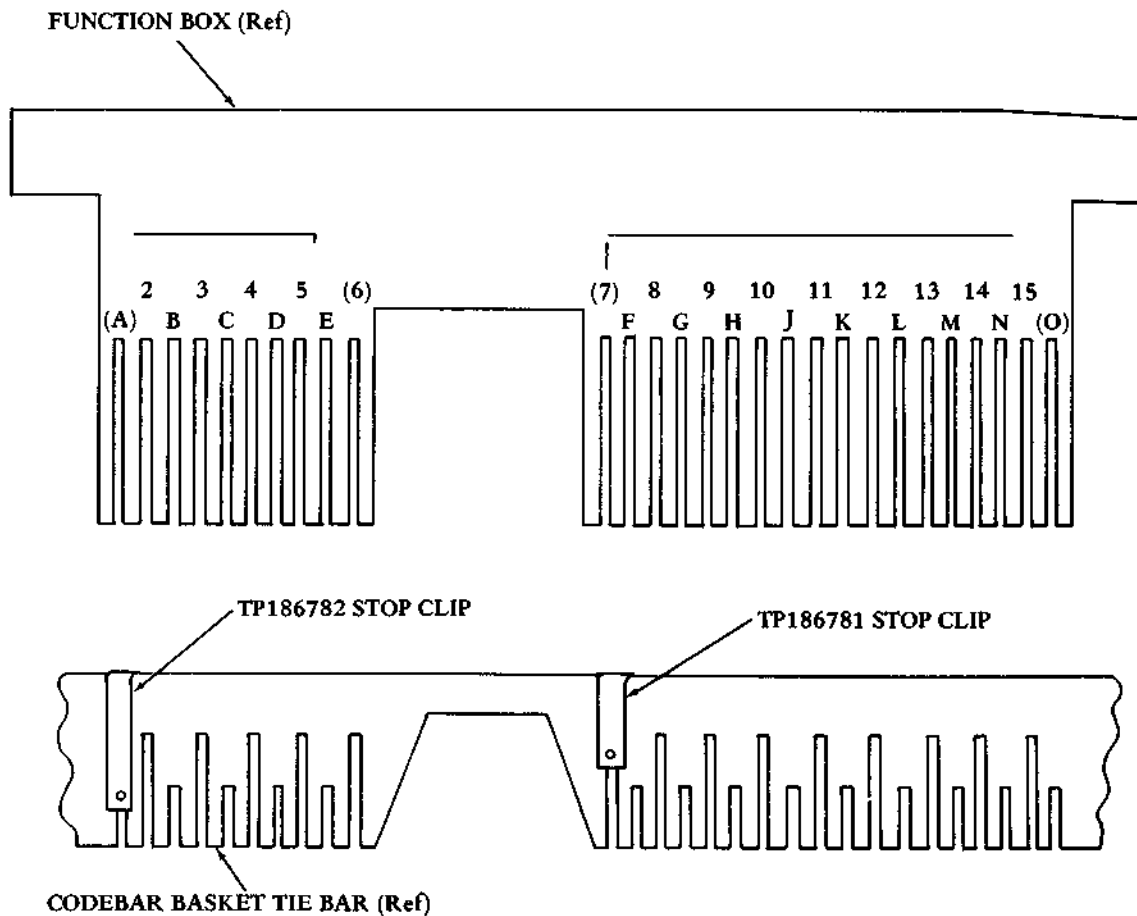 FUNCTION BOX (Ref)
2 3 4 5 (6) (7) 8 9 10 11 12 13 14 15
(A) B C D E F G H J K L M N (O)
TP186782 STOP CLIP
TP186781 STOP CLIP
CODEBAR BASKET TIE BAR (Ref)